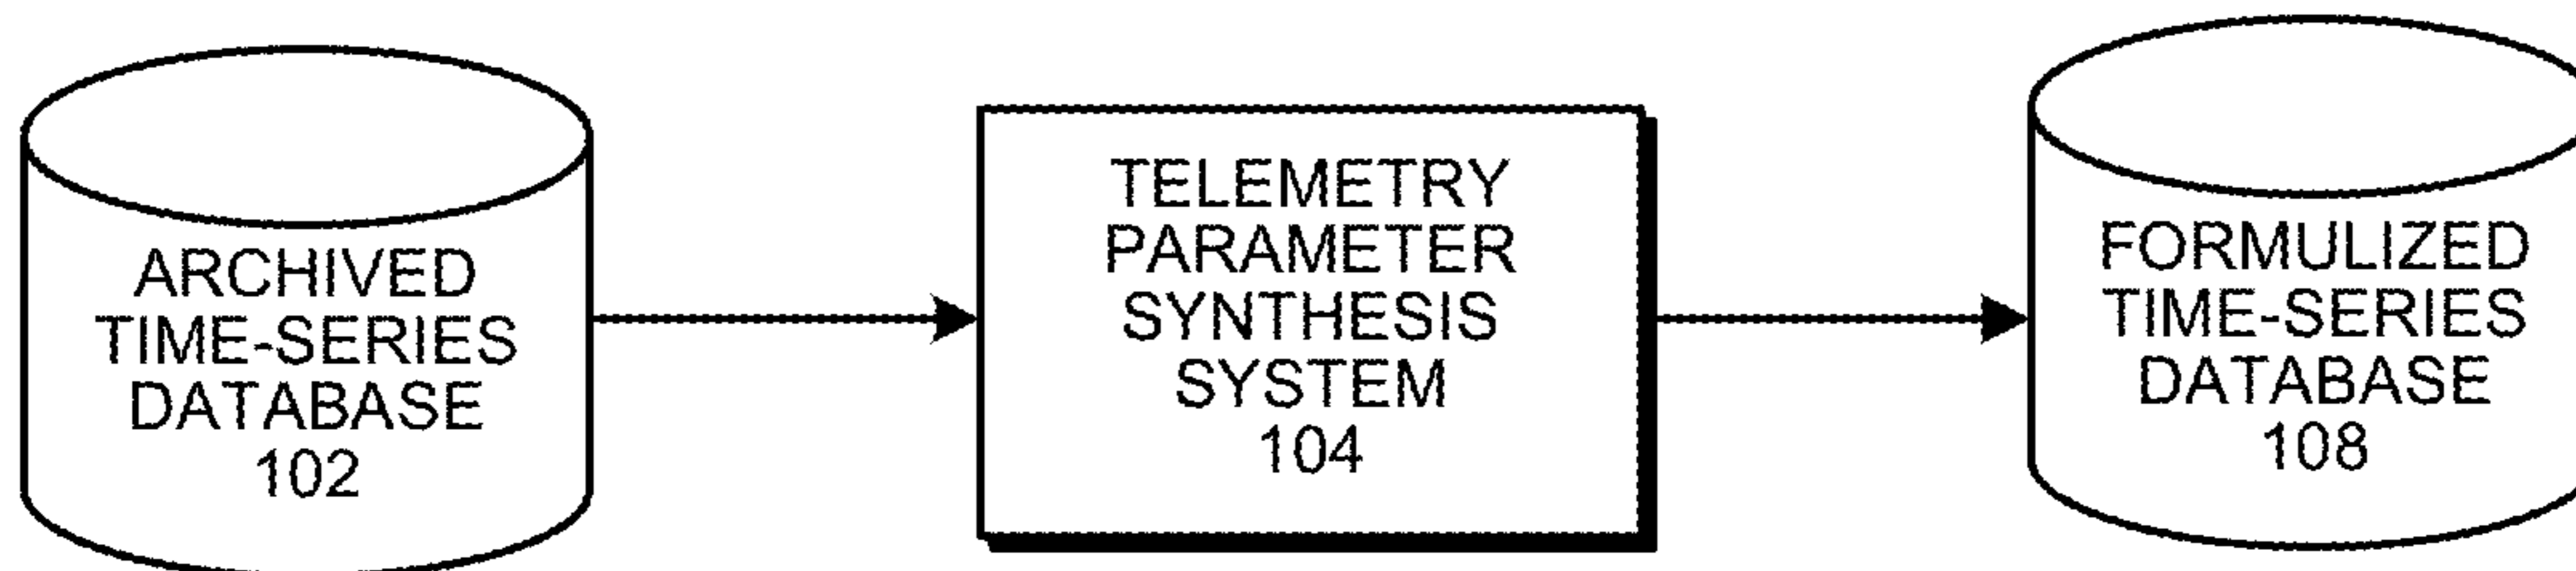 ARCHIVED
TIME-SERIES
DATABASE
102
TELEMETRY
PARAMETER
SYNTHESIS
SYSTEM
104
FORMULIZED
TIME-SERIES
DATABASE
108